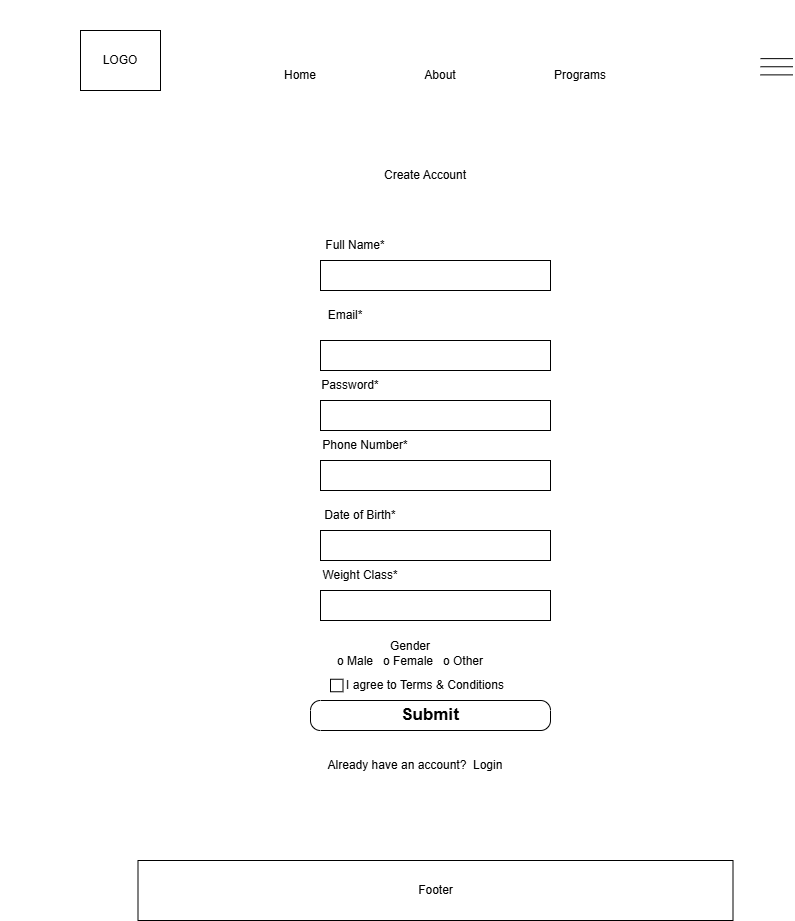 LOGO
Home About Programs
Create Account
Full Name*
Email*
Password*
Phone Number*
Date of Birth*
Weight Class*
Gender
o Male o Female o Other
I agree to Terms & Conditions
Submit
Already have an account? Login
Footer